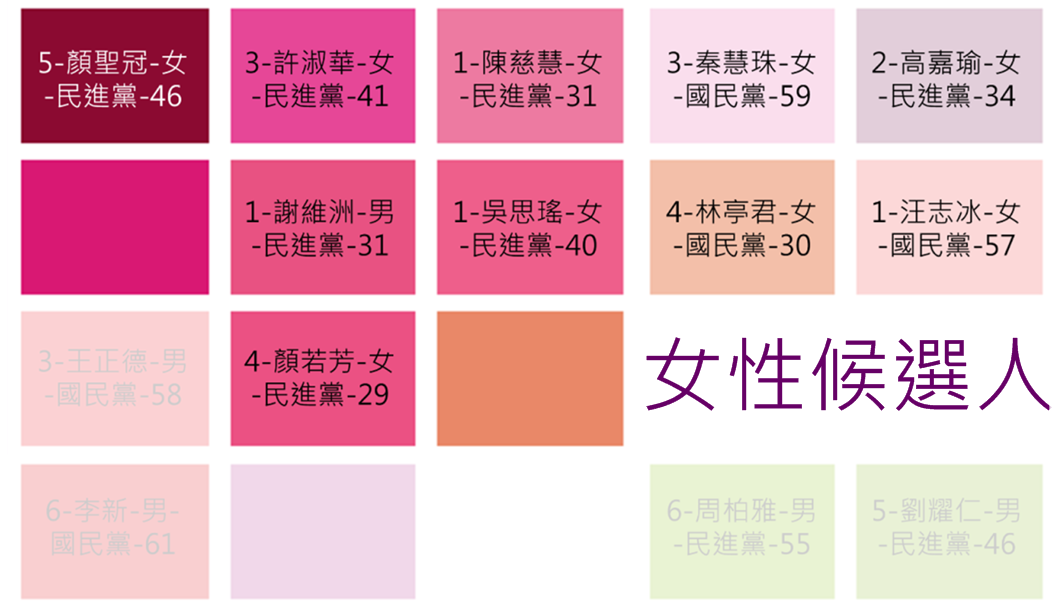 5-顏聖冠-女
-民進黨-46
3-許淑華-女
-民進黨-41
1-陳慈慧-女
-民進黨-31
3-秦慧珠-女
-國民黨-59
2-高嘉瑜-女
-民進黨-34
1-謝維洲-男
-民進黨-31
1-吳思瑤-女
-民進黨-40
4-林亭君-女
-國民黨-30
1-汪志冰-女
-國民黨-57
3-王正德-男
-國民黨-58
4-顏若芳-女
-民進黨-29
女性候選人
6-李新-男-
國民黨-61
6-周柏雅-男
-民進黨-55
5-劉耀仁-男
-民進黨-46